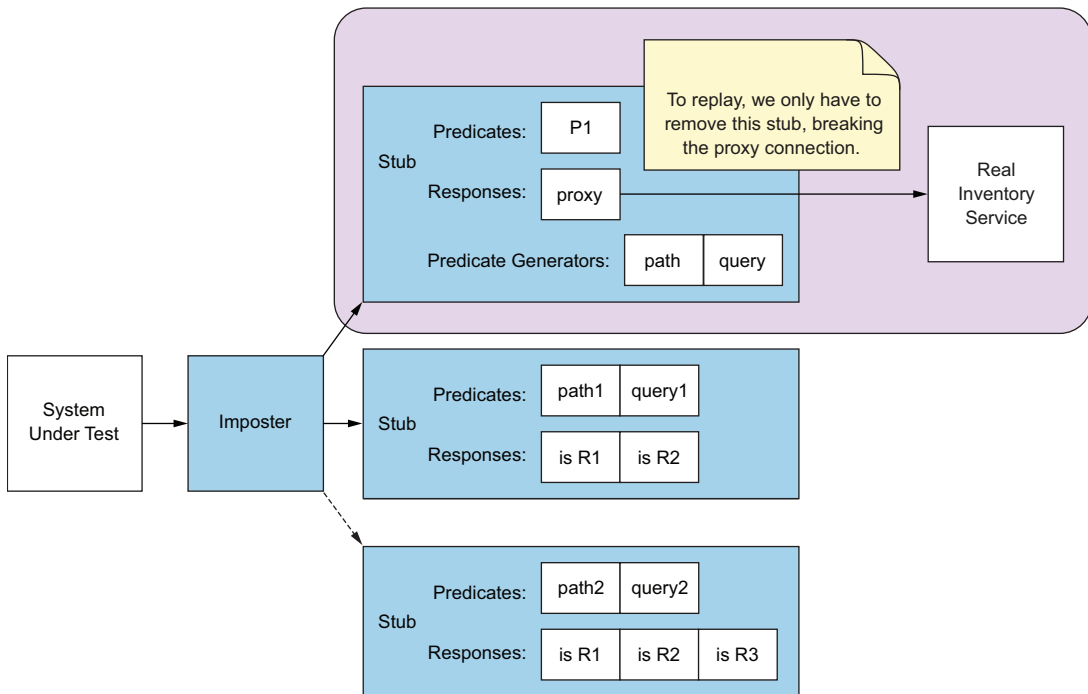 To replay, we only have to
remove this stub, breaking
the proxy connection.
Predicates: P1
Stub
Responses: proxy
Predicate Generators: path query
Real
Inventory
Service
System
Under Test
Imposter
Predicates: path1 query1
Stub
Responses: is R1 is R2
Predicates: path2 query2
Stub
Responses: is R1 is R2 is R3